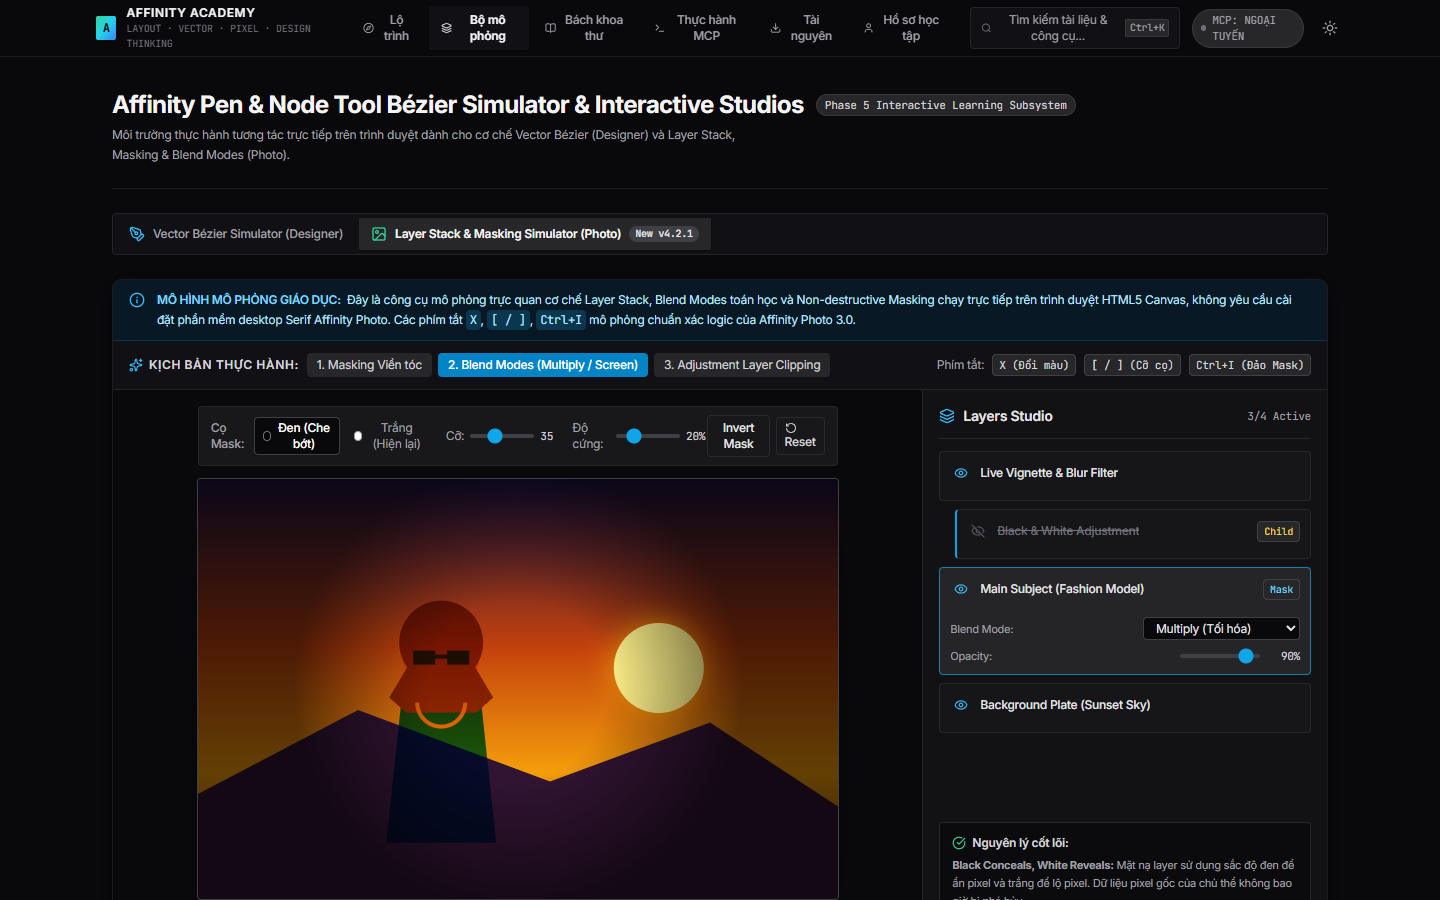 A
AFFINITY ACADEMY
LAYOUT · VECTOR · PIXEL · DESIGN
THINKING
Lộ
trình
Bộ mô
phỏng
Bách khoa
thư
Thực hành
MCP
Tài
nguyên
Hồ sơ học
tập
Tìm kiếm tài liệu &
công cụ...
Ctrl+K
MCP: NGOẠI
TUYẾN
Affinity Pen & Node Tool Bézier Simulator & Interactive Studios
Phase 5 Interactive Learning Subsystem
Môi trường thực hành tương tác trực tiếp trên trình duyệt dành cho cơ chế Vector Bézier (Designer) và Layer Stack,
Masking & Blend Modes (Photo).
Vector Bézier Simulator (Designer)
Layer Stack & Masking Simulator (Photo)
New v4.2.1
MÔ HÌNH MÔ PHỎNG GIÁO DỤC: Đây là công cụ mô phỏng trực quan cơ chế Layer Stack, Blend Modes toán học và Non-destructive Masking chạy trực tiếp trên trình duyệt HTML5 Canvas, không yêu cầu cài
đặt phần mềm desktop Serif Affinity Photo. Các phím tắt X, [ / ], Ctrl+I mô phỏng chuẩn xác logic của Affinity Photo 3.0.
KỊCH BẢN THỰC HÀNH:
1. Masking Viền tóc
2. Blend Modes (Multiply / Screen)
3. Adjustment Layer Clipping
Phím tắt:
X (Đổi màu)
[ / ] (Cỡ cọ)
Ctrl+I (Đảo Mask)
Cọ
Mask:
Đen (Che
bớt)
Trắng
(Hiện lại)
Cỡ:
35
Độ
cứng:
20%
Invert
Mask
Reset
Layers Studio
3/4 Active
Live Vignette & Blur Filter
Black & White Adjustment
Child
Main Subject (Fashion Model)
Mask
Blend Mode:
Multiply (Tối hóa)
Opacity:
90%
Background Plate (Sunset Sky)
Nguyên lý cốt lõi:
Black Conceals, White Reveals: Mặt nạ layer sử dụng sắc độ đen để
ẩn pixel và trắng để lộ pixel. Dữ liệu pixel gốc của chủ thể không bao
giờ bị phá hủy.